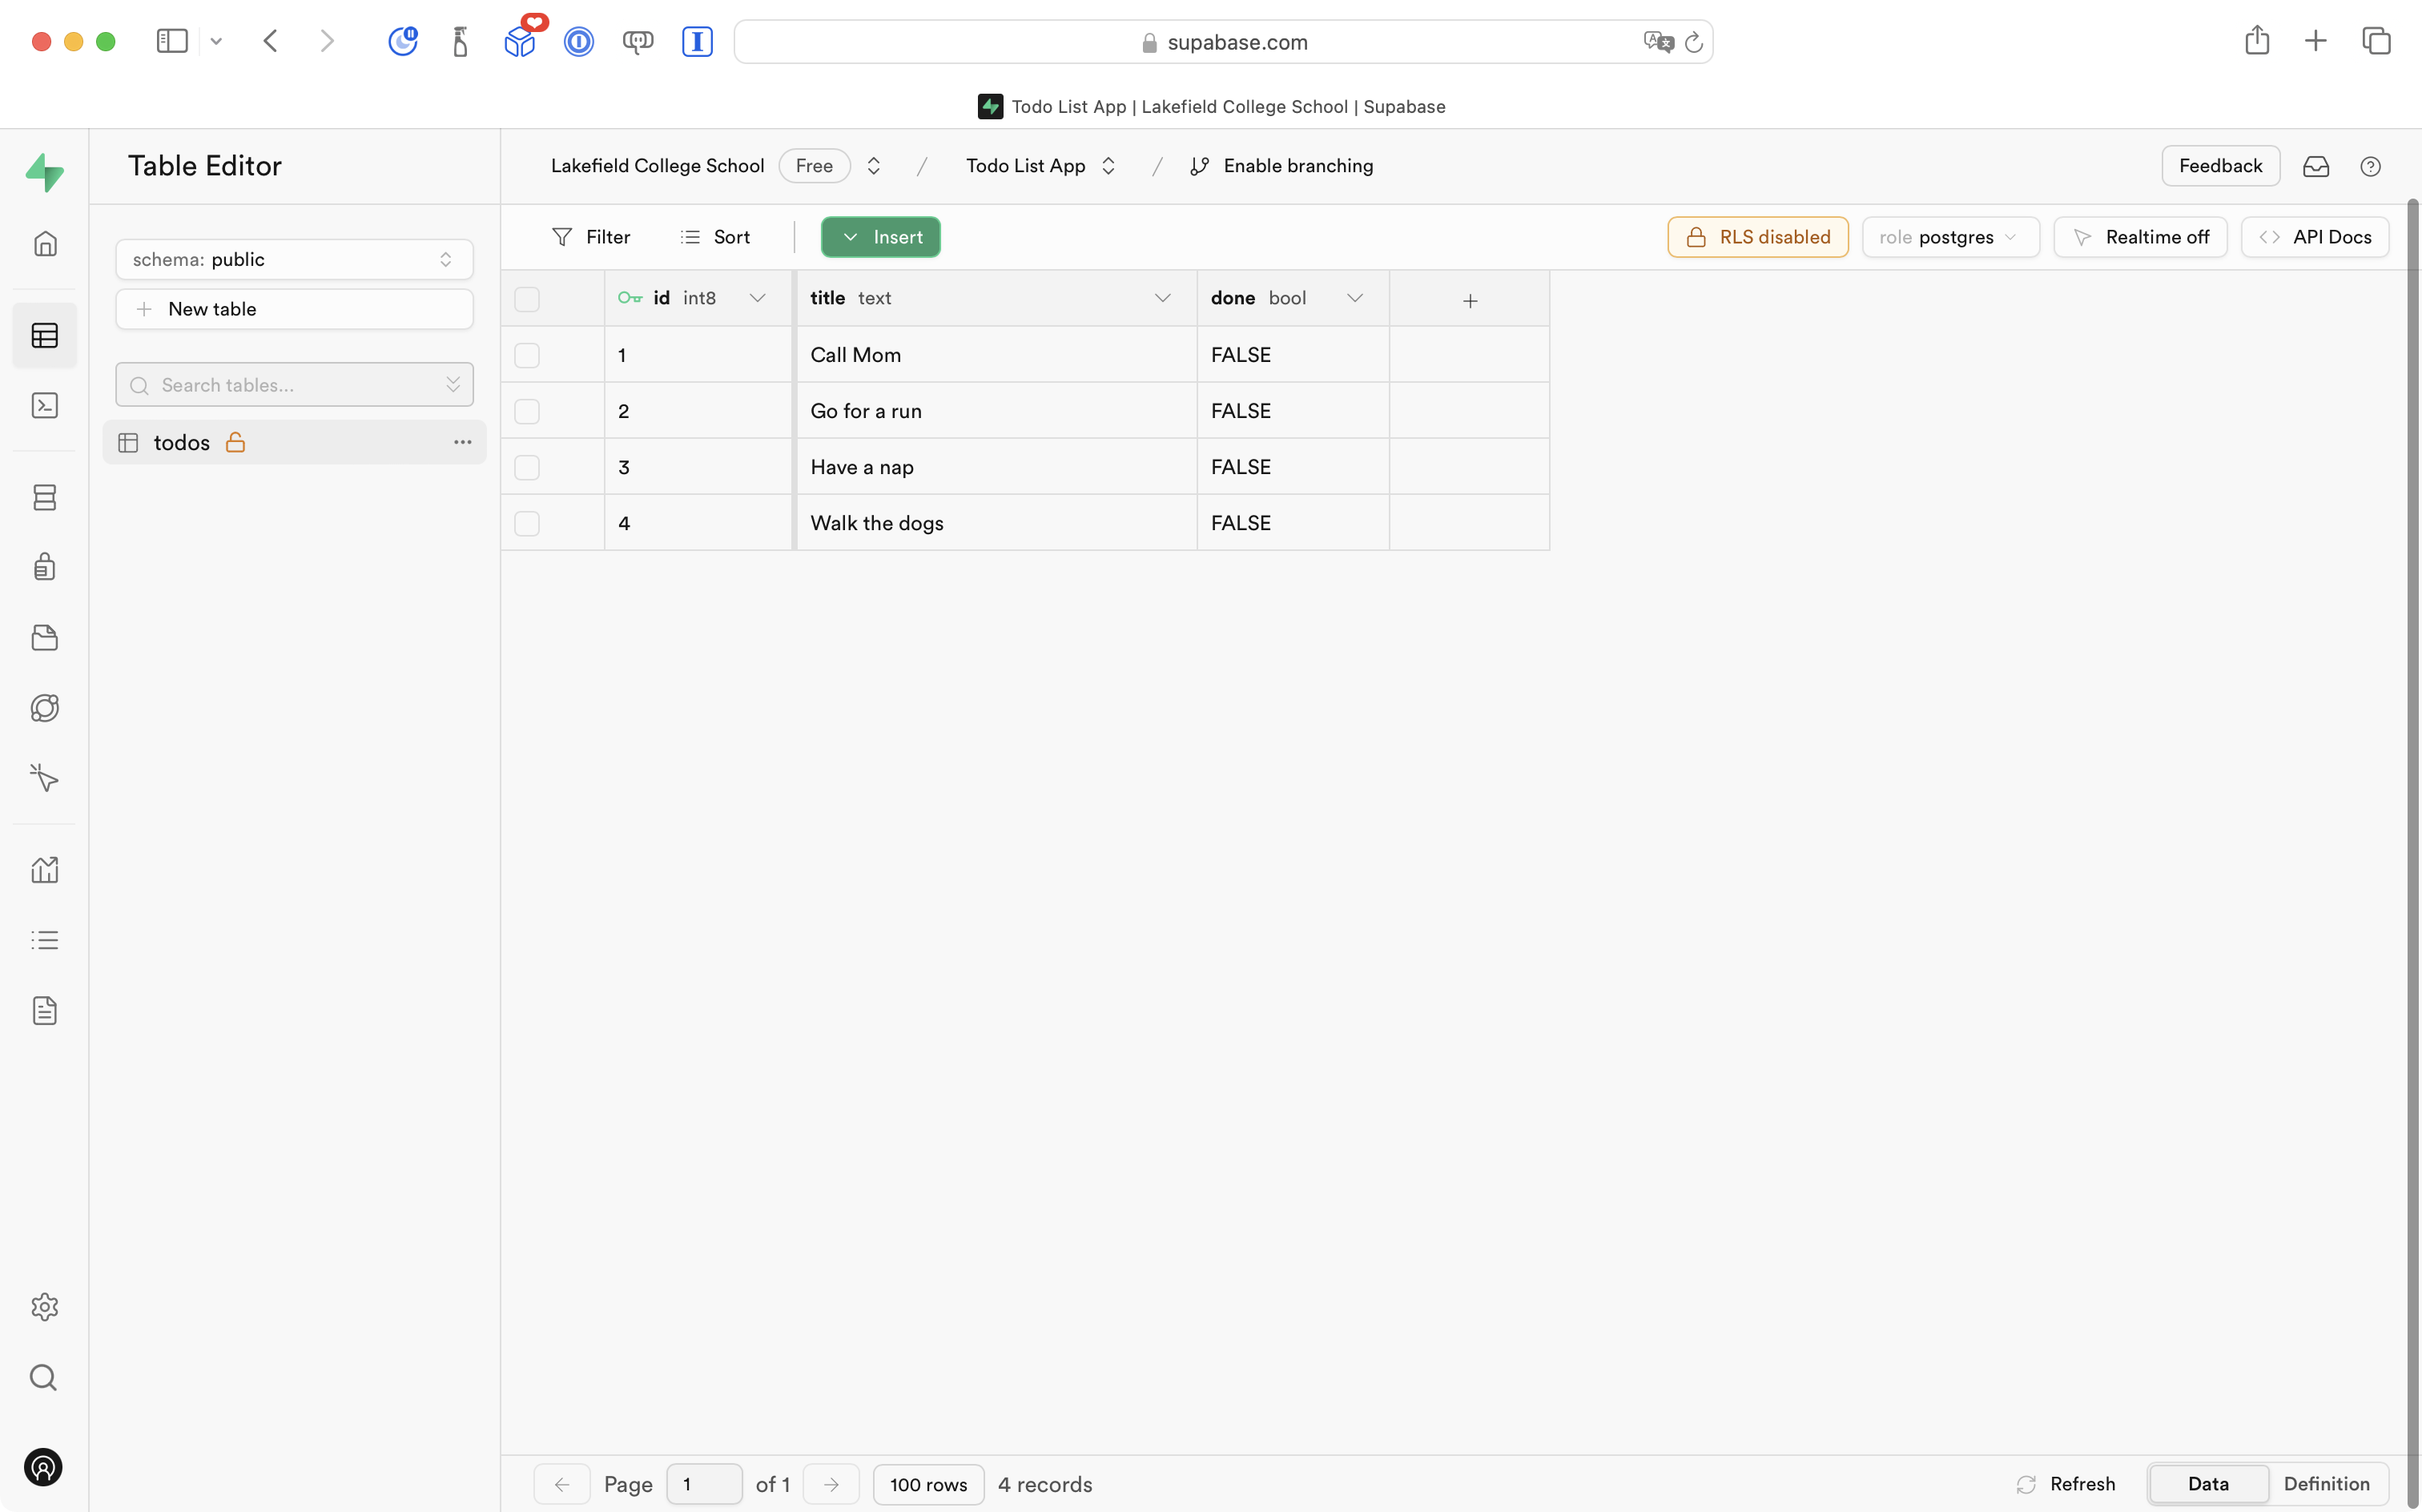 supabase.com
Todo List App | Lakefield College School | Supabase
Table Editor
Lakefield College School Free / Todo List App / Enable branching
Feedback
schema: public
New table
Search tables...
todos
Filter Sort Insert
RLS disabled role postgres Realtime off API Docs
id int8 title text done bool
1 Call Mom FALSE
2 Go for a run FALSE
3 Have a nap FALSE
4 Walk the dogs FALSE
Page 1 of 1 100 rows 4 records
Refresh Data Definition